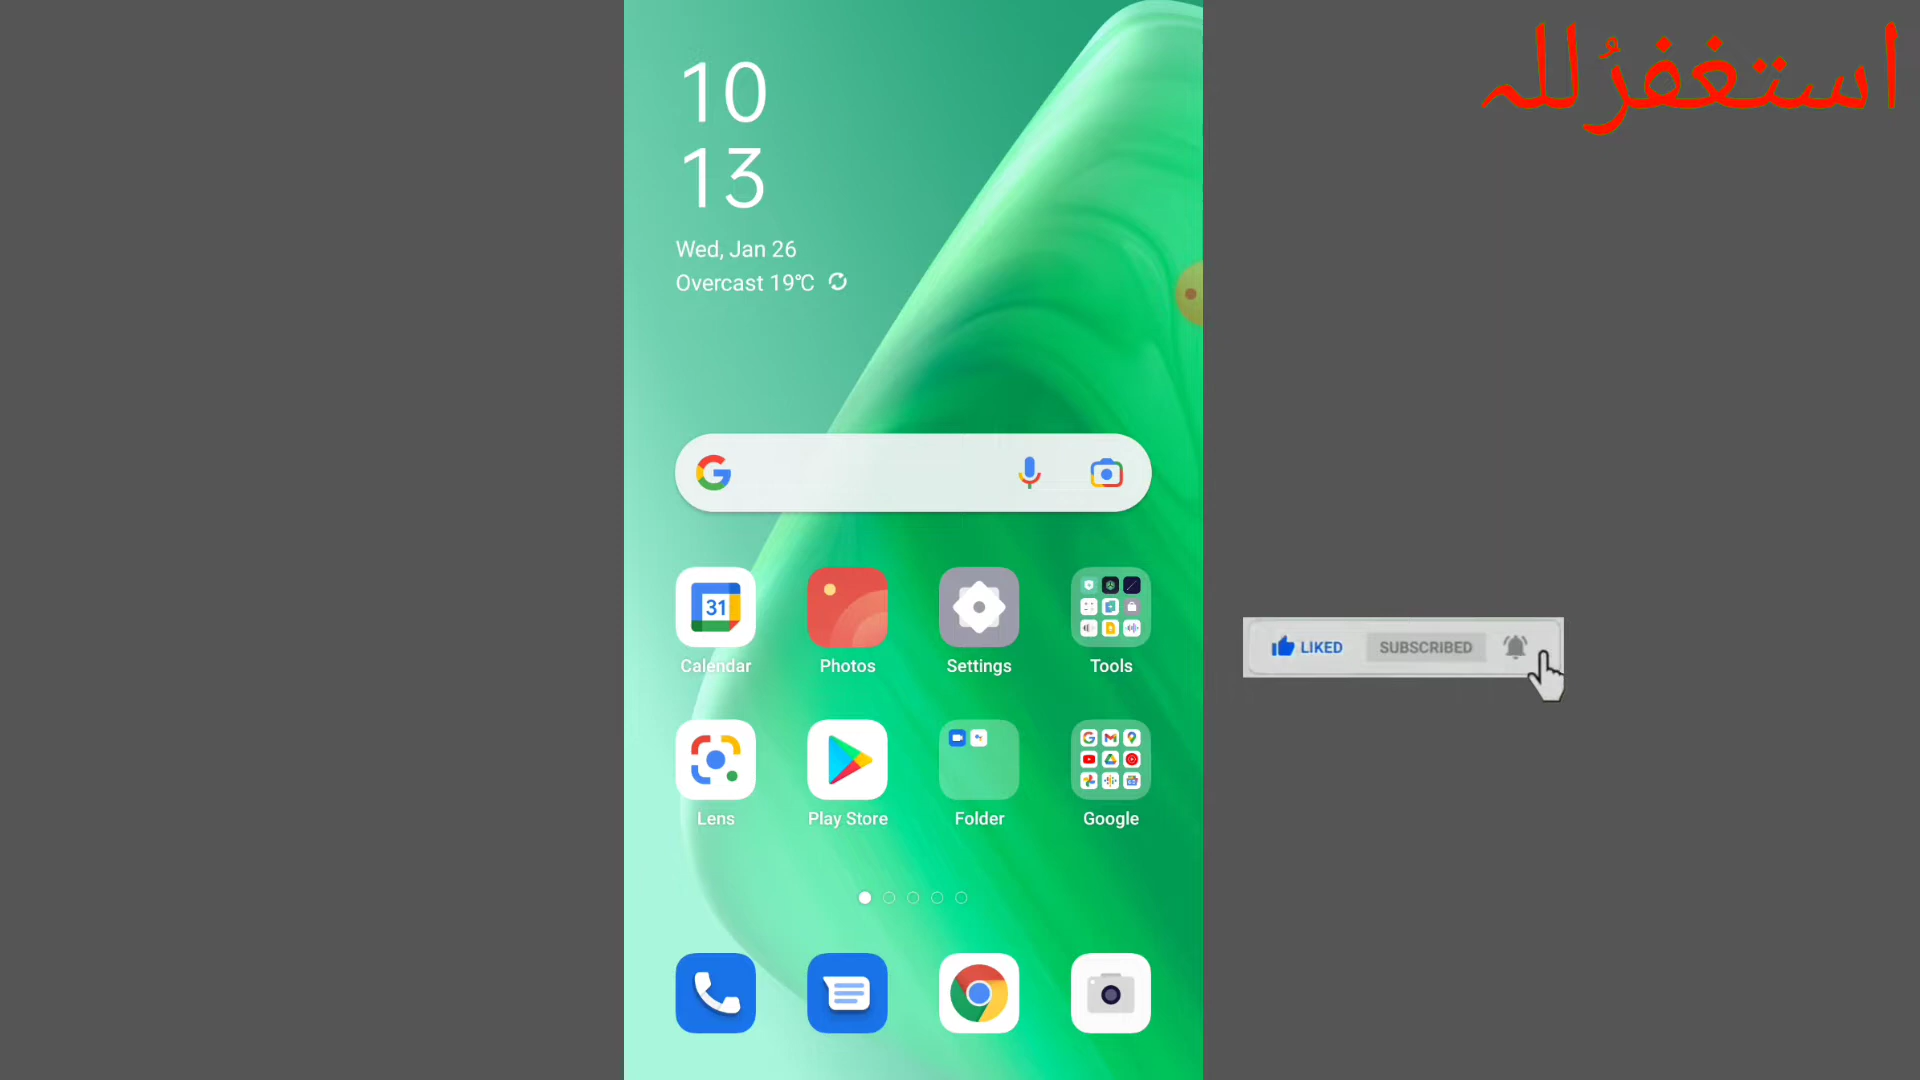 استغفرُللہ
10
13
Wed, Jan 26
Overcast 19℃
31
Calendar
Photos
Settings
Tools
LIKED SUBSCRIBED
Lens
Play Store
Folder
Google